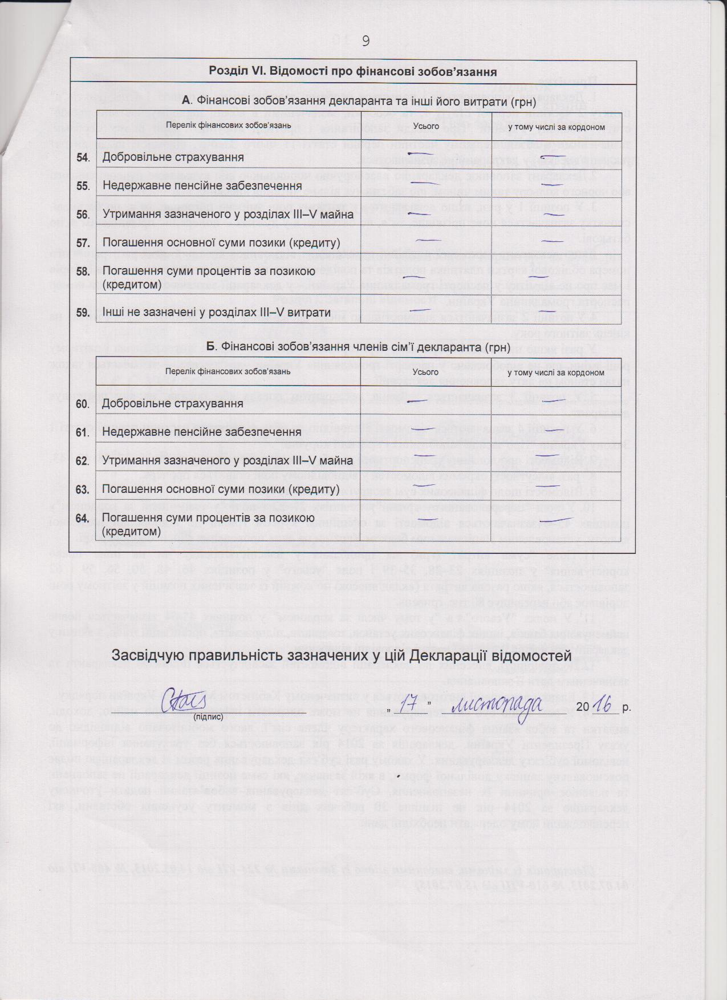 9
Розділ VI. Відомості про фінансові зобов’язання
А. Фінансові зобов’язання декларанта та інші його витрати (грн)
Перелік фінансових зобов’язань Усього у тому числі за кордоном
54. Добровільне страхування — —
55. Недержавне пенсійне забезпечення — —
56. Утримання зазначеного у розділах III–V майна — —
57. Погашення основної суми позики (кредиту) — —
58. Погашення суми процентів за позикою — —
(кредитом)
59. Інші не зазначені у розділах III–V витрати — —
Б. Фінансові зобов’язання членів сім’ї декларанта (грн)
Перелік фінансових зобов’язань Усього у тому числі за кордоном
60. Добровільне страхування — —
61. Недержавне пенсійне забезпечення — —
62. Утримання зазначеного у розділах III–V майна — —
63. Погашення основної суми позики (кредиту) — —
64. Погашення суми процентів за позикою — —
(кредитом)
Засвідчую правильність зазначених у цій Декларації відомостей
„ 17 ” листопада 20 16 р.
(підпис)